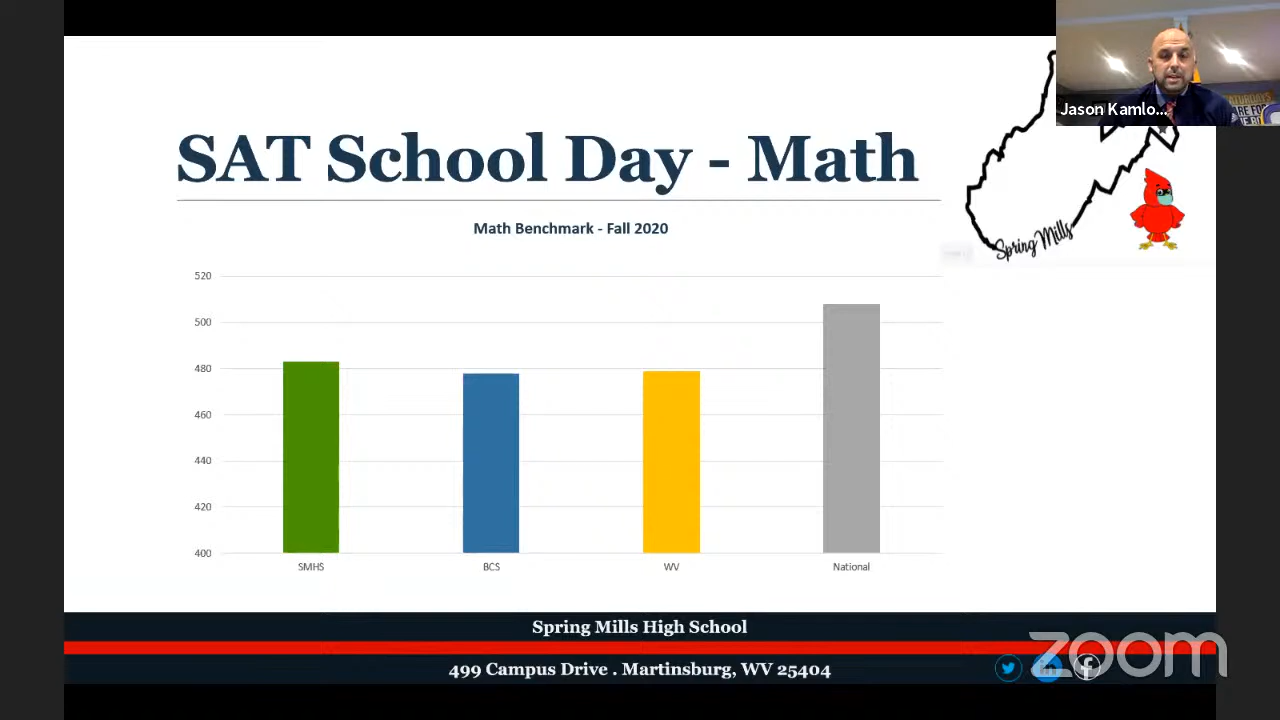 Jason Kamlo...
SAT School Day - Math
Spring Mills
Math Benchmark - Fall 2020
520
500
480
460
440
420
400
SMHS BCS WV National
Spring Mills High School
499 Campus Drive . Martinsburg, WV 25404
zoom